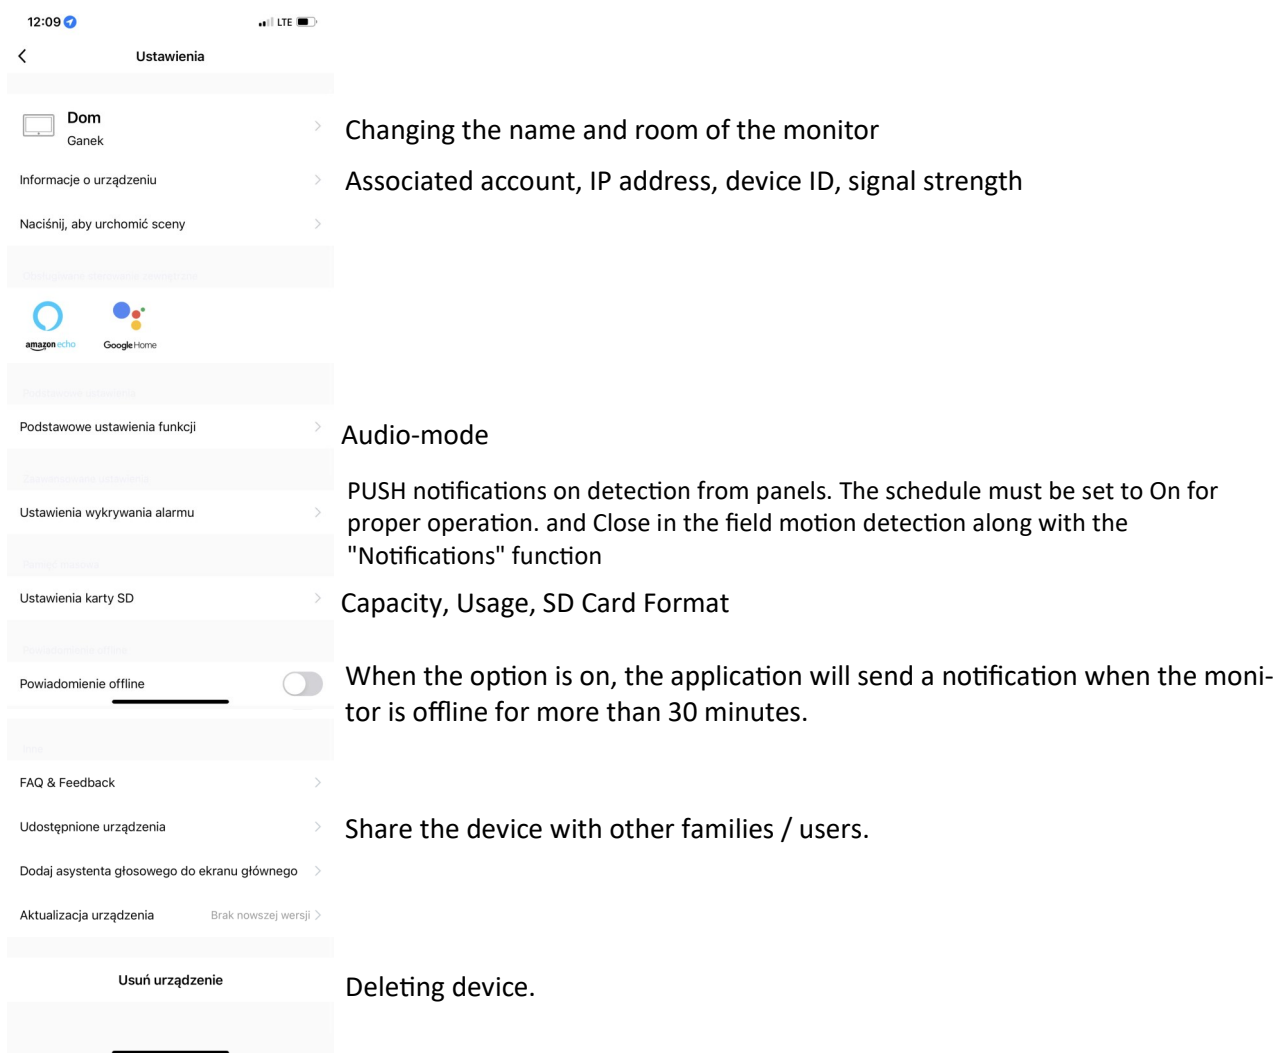 12:09
LTE
Ustawienia
Dom
Ganek
Changing the name and room of the monitor
Informacje o urządzeniu
Associated account, IP address, device ID, signal strength
Naciśnij, aby urchomić sceny
amazon echo
Google Home
Podstawowe ustawienia funkcji
Audio-mode
Ustawienia wykrywania alarmu
PUSH notifications on detection from panels. The schedule must be set to On for
proper operation. and Close in the field motion detection along with the
"Notifications" function
Ustawienia karty SD
Capacity, Usage, SD Card Format
Powiadomienie offline
When the option is on, the application will send a notification when the moni-
tor is offline for more than 30 minutes.
FAQ & Feedback
Udostępnione urządzenia
Share the device with other families / users.
Dodaj asystenta głosowego do ekranu głównego
Aktualizacja urządzenia
Brak nowszej wersji
Usuń urządzenie
Deleting device.